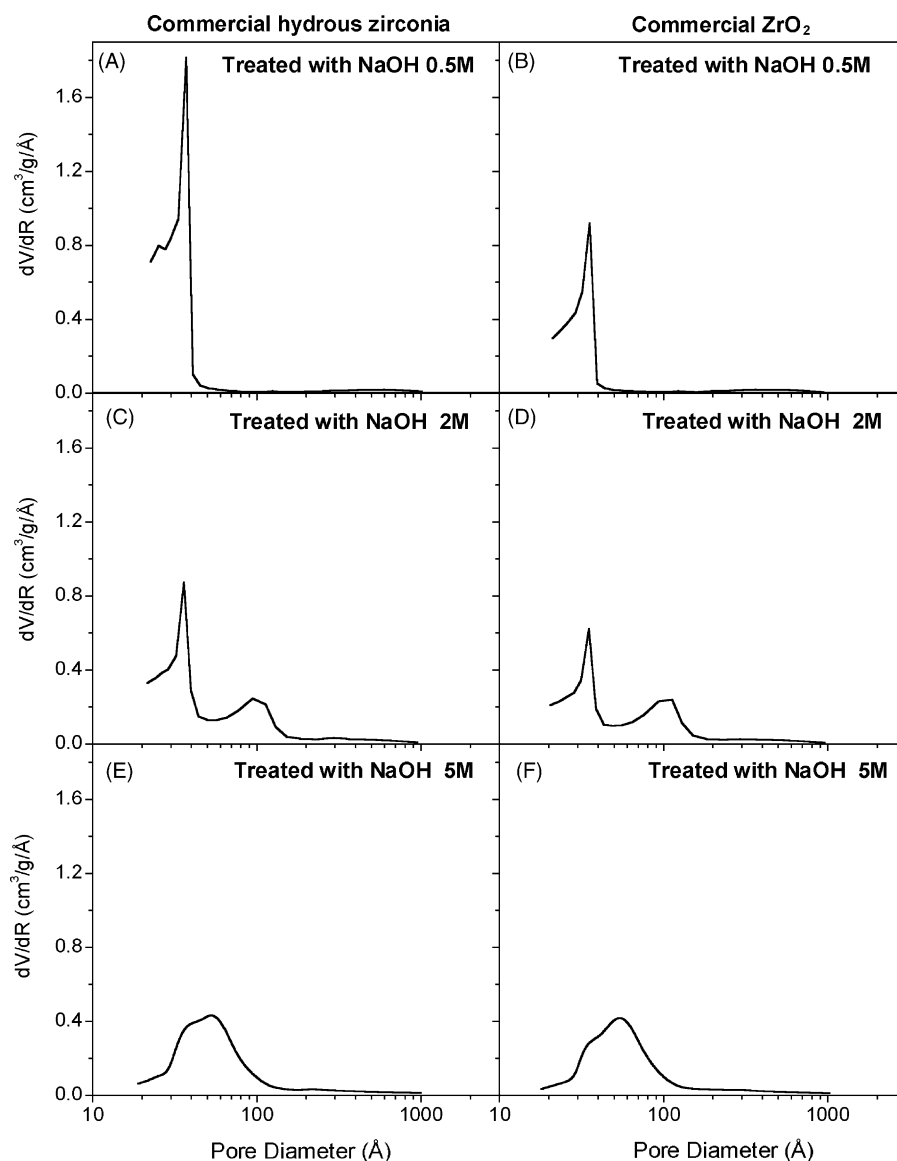 Commercial hydrous zirconia Commercial ZrO₂
(A) Treated with NaOH 0.5M (B) Treated with NaOH 0.5M
1.6
1.2
0.8
0.4
0.0
dV/dR (cm³/g/Å)
(C) Treated with NaOH 2M (D) Treated with NaOH 2M
1.6
1.2
0.8
0.4
0.0
dV/dR (cm³/g/Å)
(E) Treated with NaOH 5M (F) Treated with NaOH 5M
1.6
1.2
0.8
0.4
0.0
dV/dR (cm³/g/Å)
10 100 1000 10 100 1000
Pore Diameter (Å) Pore Diameter (Å)